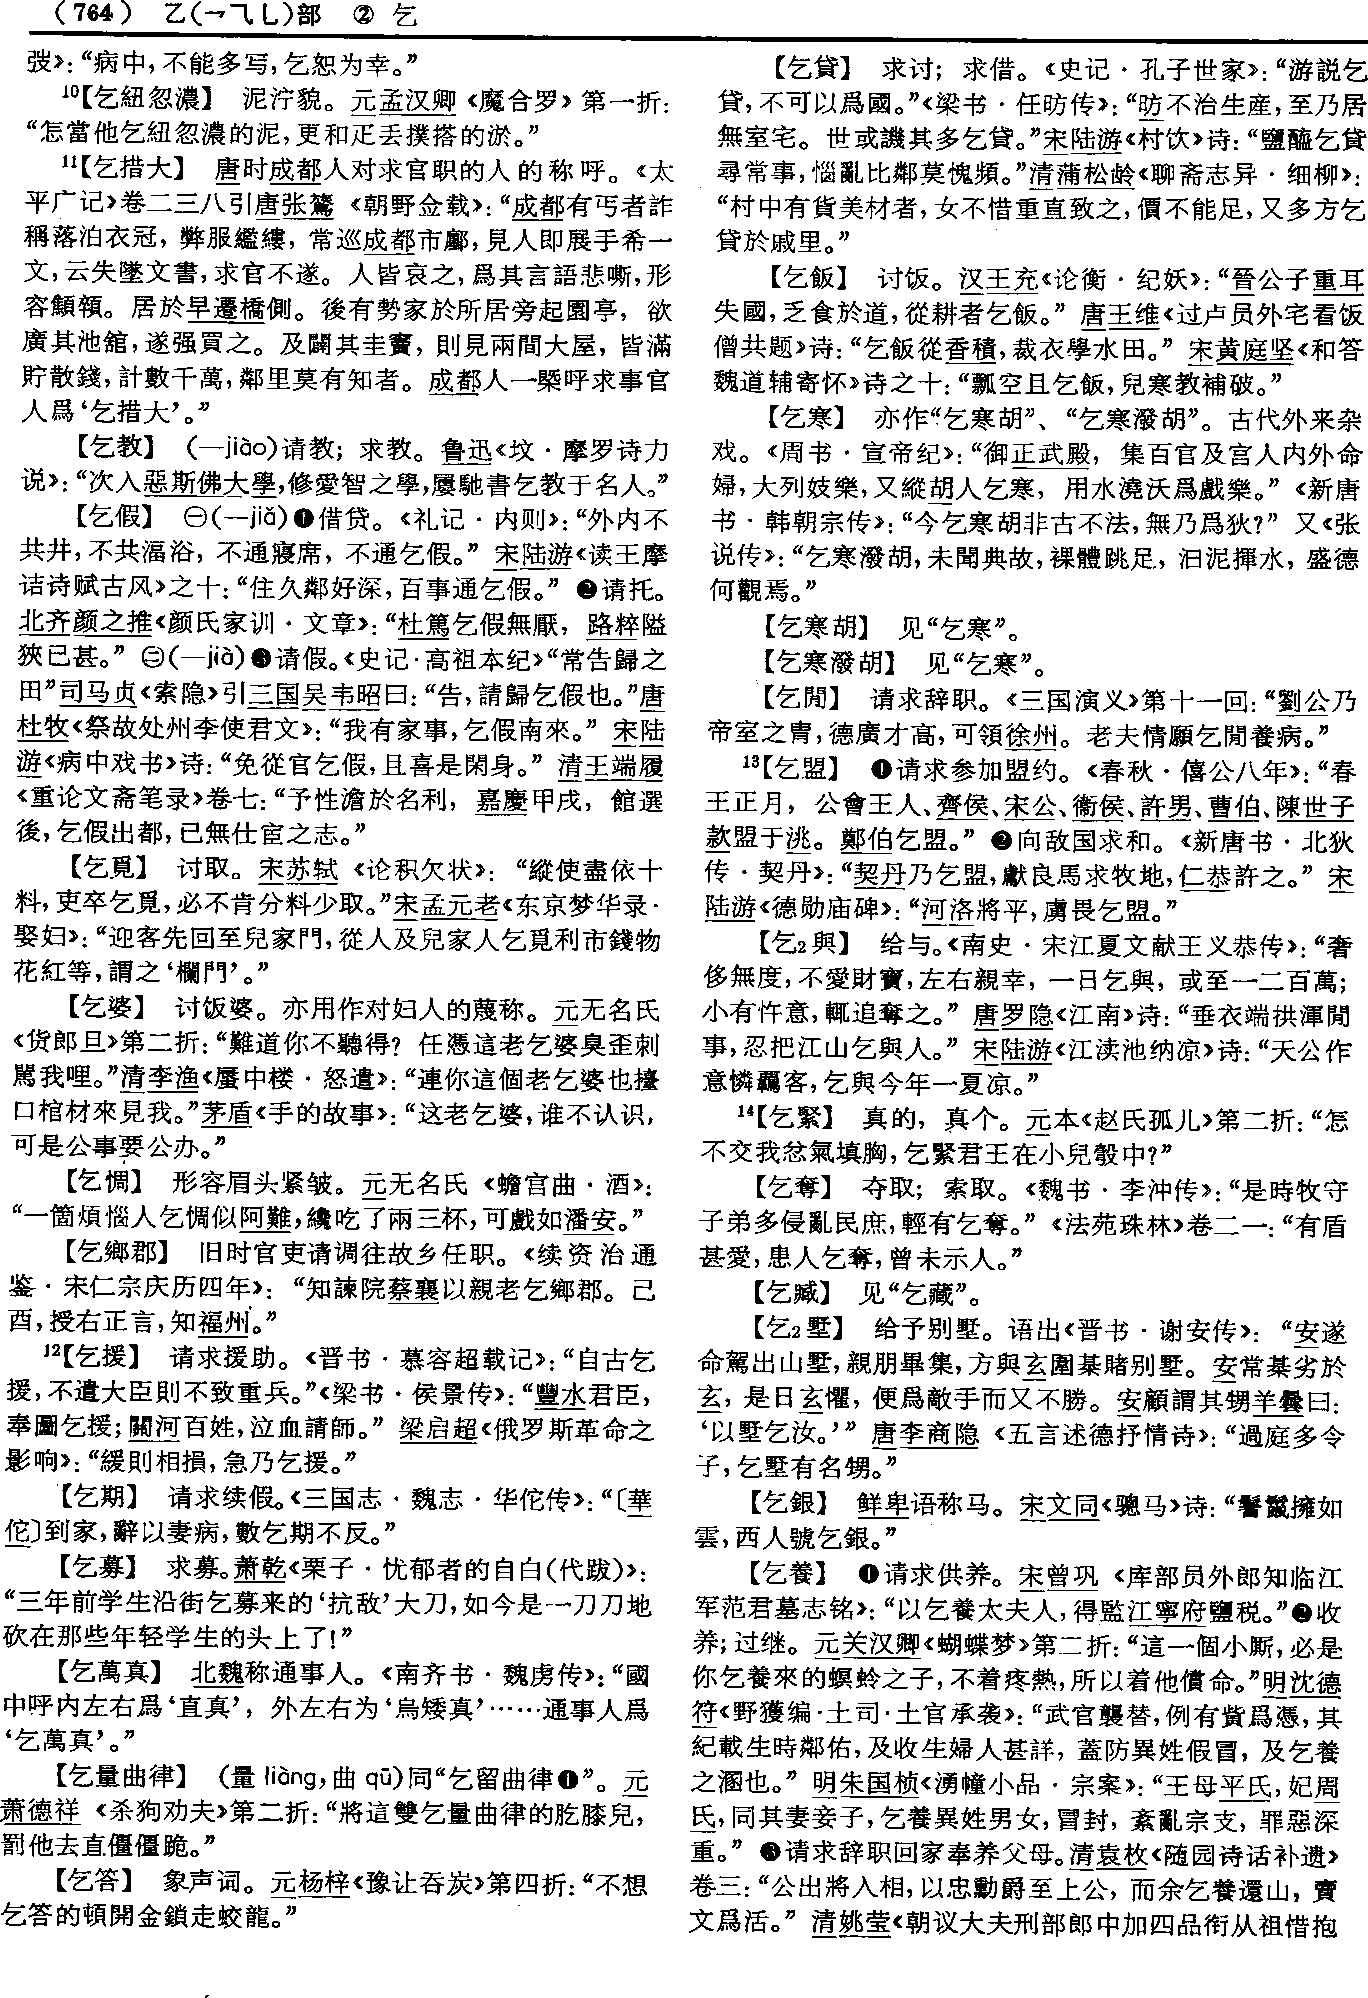 （764） 乙(乛⺄乚)部 ② 乞
弢》：“病中，不能多写，乞恕为幸。”
10【乞紐忽濃】 泥泞貌。元孟汉卿《魔合罗》第一折：
“怎當他乞紐忽濃的泥，更和疋丢撲搭的淤。”
11【乞措大】 唐时成都人对求官职的人的称呼。《太
平广记》卷二三八引唐张鷟《朝野佥载》：“成都有丐者詐
稱落泊衣冠，弊服繿縷，常巡成都市鄽，見人即展手希一
文，云失墜文書，求官不遂。人皆哀之，爲其言語悲嘶，形
容顦顇。居於早遷橋側。後有勢家於所居旁起園亭，欲
廣其池舘，遂强買之。及闢其圭竇，則見兩間大屋，皆滿
貯散錢，計數千萬，鄰里莫有知者。成都人一槩呼求事官
人爲‘乞措大’。”
【乞教】 （—jiào）请教；求教。鲁迅《坟·摩罗诗力
说》：“次入惡斯佛大學，修愛智之學，屢馳書乞教于名人。”
【乞假】 ㊀（—jiǎ）❶借贷。《礼记·内则》：“外内不
共井，不共湢浴，不通寢席，不通乞假。”宋陆游《读王摩
诘诗赋古风》之十：“住久鄰好深，百事通乞假。”❷请托。
北齐颜之推《颜氏家训·文章》：“杜篤乞假無厭，路粹隘
狹已甚。”㊁（—jià）❸请假。《史记·高祖本纪》“常告歸之
田”司马贞《索隐》引三国吴韦昭曰：“告，請歸乞假也。”唐
杜牧《祭故处州李使君文》：“我有家事，乞假南來。”宋陆
游《病中戏书》诗：“免從官乞假，且喜是閑身。”清王端履
《重论文斋笔录》卷七：“予性澹於名利，嘉慶甲戌，館選
後，乞假出都，已無仕宦之志。”
【乞覓】 讨取。宋苏轼《论积欠状》：“縱使盡依十
料，吏卒乞覓，必不肯分料少取。”宋孟元老《东京梦华录·
娶妇》：“迎客先回至兒家門，從人及兒家人乞覓利市錢物
花紅等，謂之‘欄門’。”
【乞婆】 讨饭婆。亦用作对妇人的蔑称。元无名氏
《货郎旦》第二折：“難道你不聽得？任憑這老乞婆臭歪剌
駡我哩。”清李渔《蜃中楼·怒遣》：“連你這個老乞婆也擡
口棺材來見我。”茅盾《手的故事》：“这老乞婆，谁不认识，
可是公事要公办。”
【乞惆】 形容眉头紧皱。元无名氏《蟾宫曲·酒》：
“一箇煩惱人乞惆似阿難，纔吃了兩三杯，可戲如潘安。”
【乞鄉郡】 旧时官吏请调往故乡任职。《续资治通
鉴·宋仁宗庆历四年》：“知諫院蔡襄以親老乞鄉郡。己
酉，授右正言，知福州。”
12【乞援】 请求援助。《晋书·慕容超载记》：“自古乞
援，不遣大臣則不致重兵。”《梁书·侯景传》：“豐水君臣，
奉圖乞援；關河百姓，泣血請師。”梁启超《俄罗斯革命之
影响》：“緩則相損，急乃乞援。”
【乞期】 请求续假。《三国志·魏志·华佗传》：“〔華
佗〕到家，辭以妻病，數乞期不反。”
【乞募】 求募。萧乾《栗子·忧郁者的自白（代跋）》：
“三年前学生沿街乞募来的‘抗敌’大刀，如今是一刀刀地
砍在那些年轻学生的头上了！”
【乞萬真】 北魏称通事人。《南齐书·魏虏传》：“國
中呼内左右爲‘直真’，外左右为‘烏矮真’……通事人爲
‘乞萬真’。”
【乞量曲律】 （量 liàng，曲 qū）同“乞留曲律❶”。元
萧德祥《杀狗劝夫》第二折：“將這雙乞量曲律的肐膝兒，
罰他去直僵僵跪。”
【乞答】 象声词。元杨梓《豫让吞炭》第四折：“不想
乞答的頓開金鎖走蛟龍。”
【乞貸】 求讨；求借。《史记·孔子世家》：“游説乞
貸，不可以爲國。”《梁书·任昉传》：“昉不治生産，至乃居
無室宅。世或譏其多乞貸。”宋陆游《村饮》诗：“鹽醯乞貸
尋常事，惱亂比鄰莫愧頻。”清蒲松龄《聊斋志异·细柳》：
“村中有貨美材者，女不惜重直致之，價不能足，又多方乞
貸於戚里。”
【乞飯】 讨饭。汉王充《论衡·纪妖》：“晉公子重耳
失國，乏食於道，從耕者乞飯。”唐王维《过卢员外宅看饭
僧共题》诗：“乞飯從香積，裁衣學水田。”宋黄庭坚《和答
魏道辅寄怀》诗之十：“瓢空且乞飯，兒寒教補破。”
【乞寒】 亦作“乞寒胡”、“乞寒潑胡”。古代外来杂
戏。《周书·宣帝纪》：“御正武殿，集百官及宫人内外命
婦，大列妓樂，又縱胡人乞寒，用水澆沃爲戲樂。”《新唐
书·韩朝宗传》：“今乞寒胡非古不法，無乃爲狄？”又《张
说传》：“乞寒潑胡，未聞典故，裸體跳足，汩泥揮水，盛德
何觀焉。”
【乞寒胡】 见“乞寒”。
【乞寒潑胡】 见“乞寒”。
【乞閒】 请求辞职。《三国演义》第十一回：“劉公乃
帝室之胄，德廣才高，可領徐州。老夫情願乞閒養病。”
13【乞盟】 ❶请求参加盟约。《春秋·僖公八年》：“春
王正月，公會王人、齊侯、宋公、衞侯、許男、曹伯、陳世子
款盟于洮。鄭伯乞盟。”❷向敌国求和。《新唐书·北狄
传·契丹》：“契丹乃乞盟，獻良馬求牧地，仁恭許之。”宋
陆游《德勋庙碑》：“河洛將平，虜畏乞盟。”
【乞2與】 给与。《南史·宋江夏文献王义恭传》：“奢
侈無度，不愛財寶，左右親幸，一日乞與，或至一二百萬；
小有忤意，輒追奪之。”唐罗隐《江南》诗：“垂衣端拱渾閒
事，忍把江山乞與人。”宋陆游《江渎池纳凉》诗：“天公作
意憐羈客，乞與今年一夏凉。”
14【乞緊】 真的，真个。元本《赵氏孤儿》第二折：“怎
不交我忿氣填胸，乞緊君王在小兒彀中？”
【乞奪】 夺取；索取。《魏书·李冲传》：“是時牧守
子弟多侵亂民庶，輕有乞奪。”《法苑珠林》卷二一：“有盾
甚愛，患人乞奪，曾未示人。”
【乞臧】 见“乞藏”。
【乞2墅】 给予别墅。语出《晋书·谢安传》：“安遂
命駕出山墅，親朋畢集，方與玄圍棊賭别墅。安常棊劣於
玄，是日玄懼，便爲敵手而又不勝。安顧謂其甥羊曇曰：
‘以墅乞汝。’”唐李商隐《五言述德抒情诗》：“過庭多令
子，乞墅有名甥。”
【乞銀】 鲜卑语称马。宋文同《骢马》诗：“鬐鬣擁如
雲，西人號乞銀。”
【乞養】 ❶请求供养。宋曾巩《库部员外郎知临江
军范君墓志铭》：“以乞養太夫人，得監江寧府鹽税。”❷收
养；过继。元关汉卿《蝴蝶梦》第二折：“這一個小厮，必是
你乞養來的螟蛉之子，不着疼熱，所以着他償命。”明沈德
符《野獲编·土司·土官承袭》：“武官襲替，例有黄爲憑，其
紀載生時鄰佑，及收生婦人甚詳，蓋防異姓假冒，及乞養
之溷也。”明朱国桢《湧幢小品·宗案》：“王母平氏，妃周
氏，同其妻妾子，乞養異姓男女，冒封，紊亂宗支，罪惡深
重。”❸请求辞职回家奉养父母。清袁枚《随园诗话补遗》
卷三：“公出將入相，以忠勳爵至上公，而余乞養還山，賣
文爲活。”清姚莹《朝议大夫刑部郎中加四品衔从祖惜抱